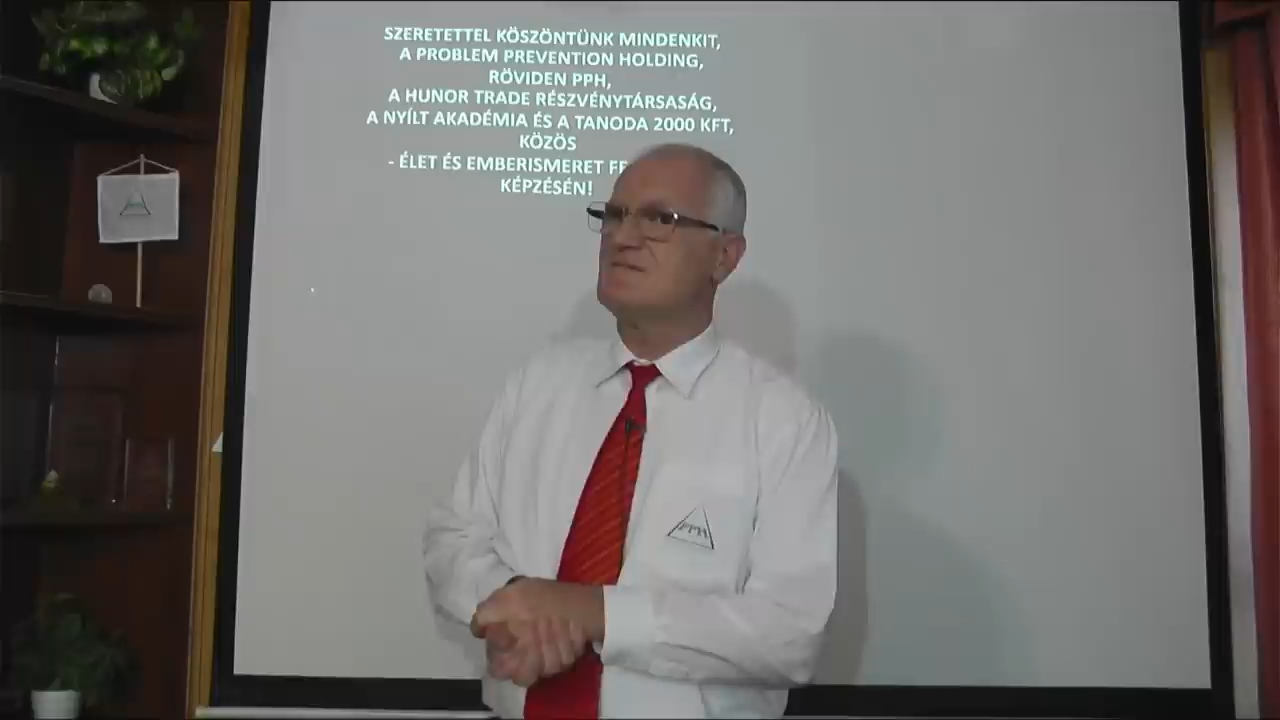 SZERETETTEL KÖSZÖNTÜNK MINDENKIT,
A PROBLEM PREVENTION HOLDING,
RÖVIDEN PPH,
A HUNOR TRADE RÉSZVÉNYTÁRSASÁG,
A NYÍLT AKADÉMIA ÉS A TANODA 2000 KFT,
KÖZÖS
- ÉLET ÉS EMBERISMERET
KÉPZÉSÉN!